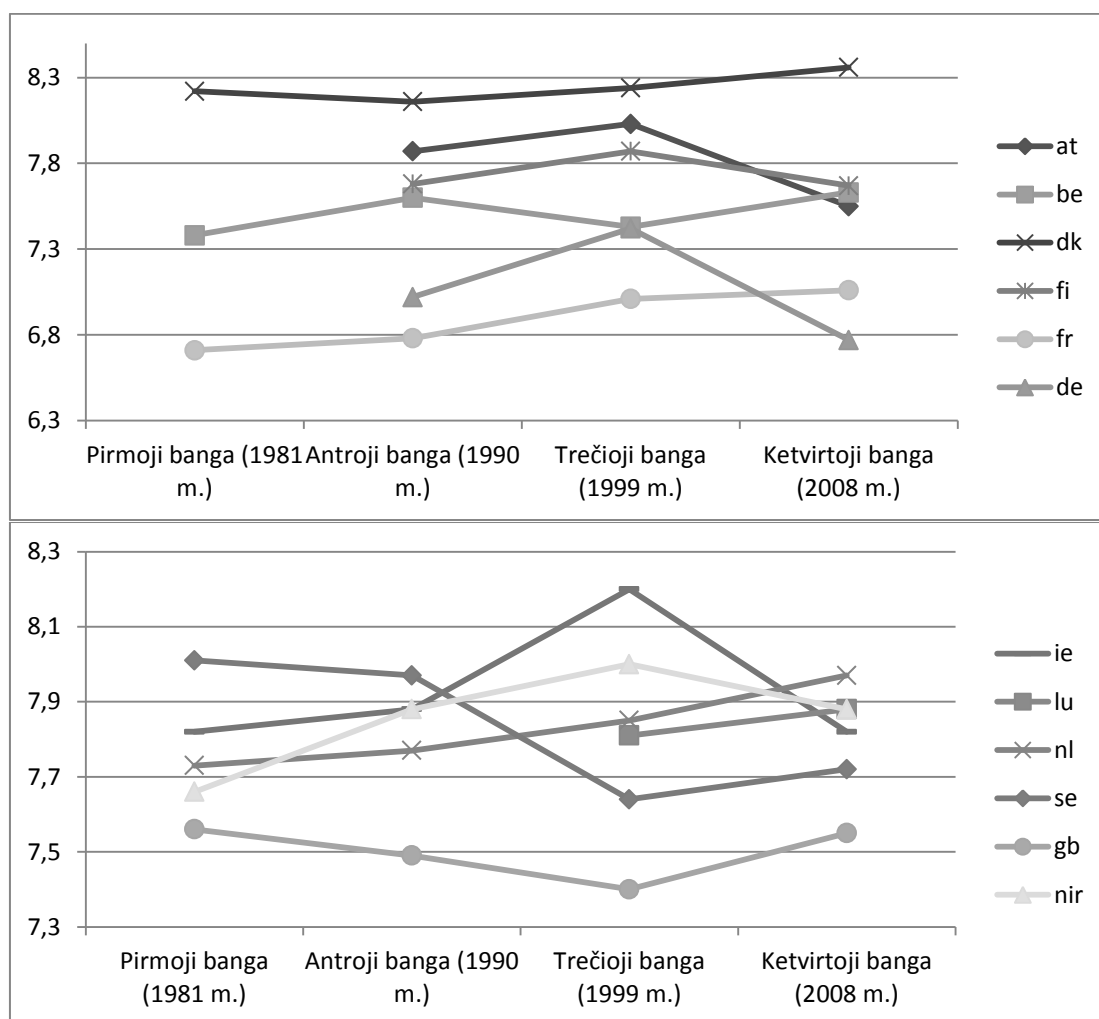 8,3
7,8
7,3
6,8
6,3
Pirmoji banga (1981 m.)
Antroji banga (1990 m.)
Trečioji banga (1999 m.)
Ketvirtoji banga (2008 m.)
at
be
dk
fi
fr
de
8,3
8,1
7,9
7,7
7,5
7,3
Pirmoji banga (1981 m.)
Antroji banga (1990 m.)
Trečioji banga (1999 m.)
Ketvirtoji banga (2008 m.)
ie
lu
nl
se
gb
nir